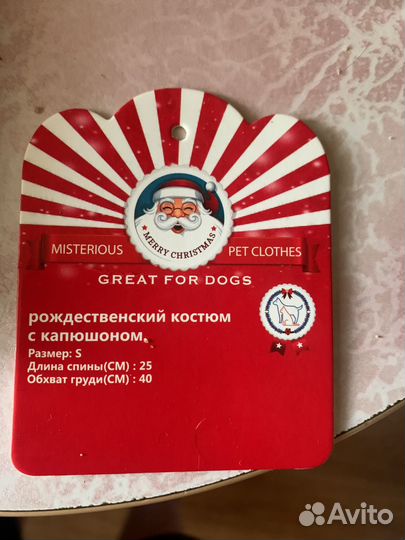 MERRY CHRISTMAS
MISTERIOUS PET CLOTHES
GREAT FOR DOGS
рождественский костюм
с капюшоном.
Размер: S
Длина спины(СМ) : 25
Обхват груди(СМ) : 40
Avito